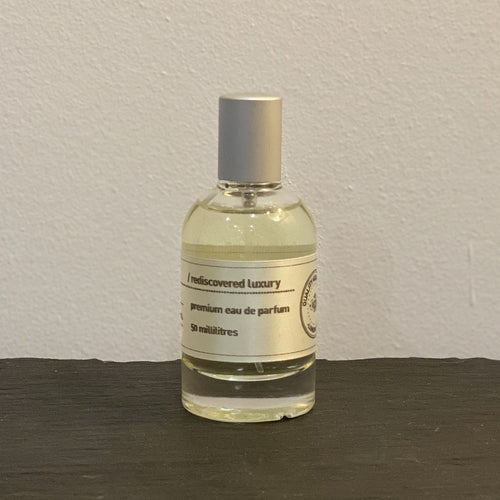 / rediscovered luxury
premium eau de parfum
50 millilitres